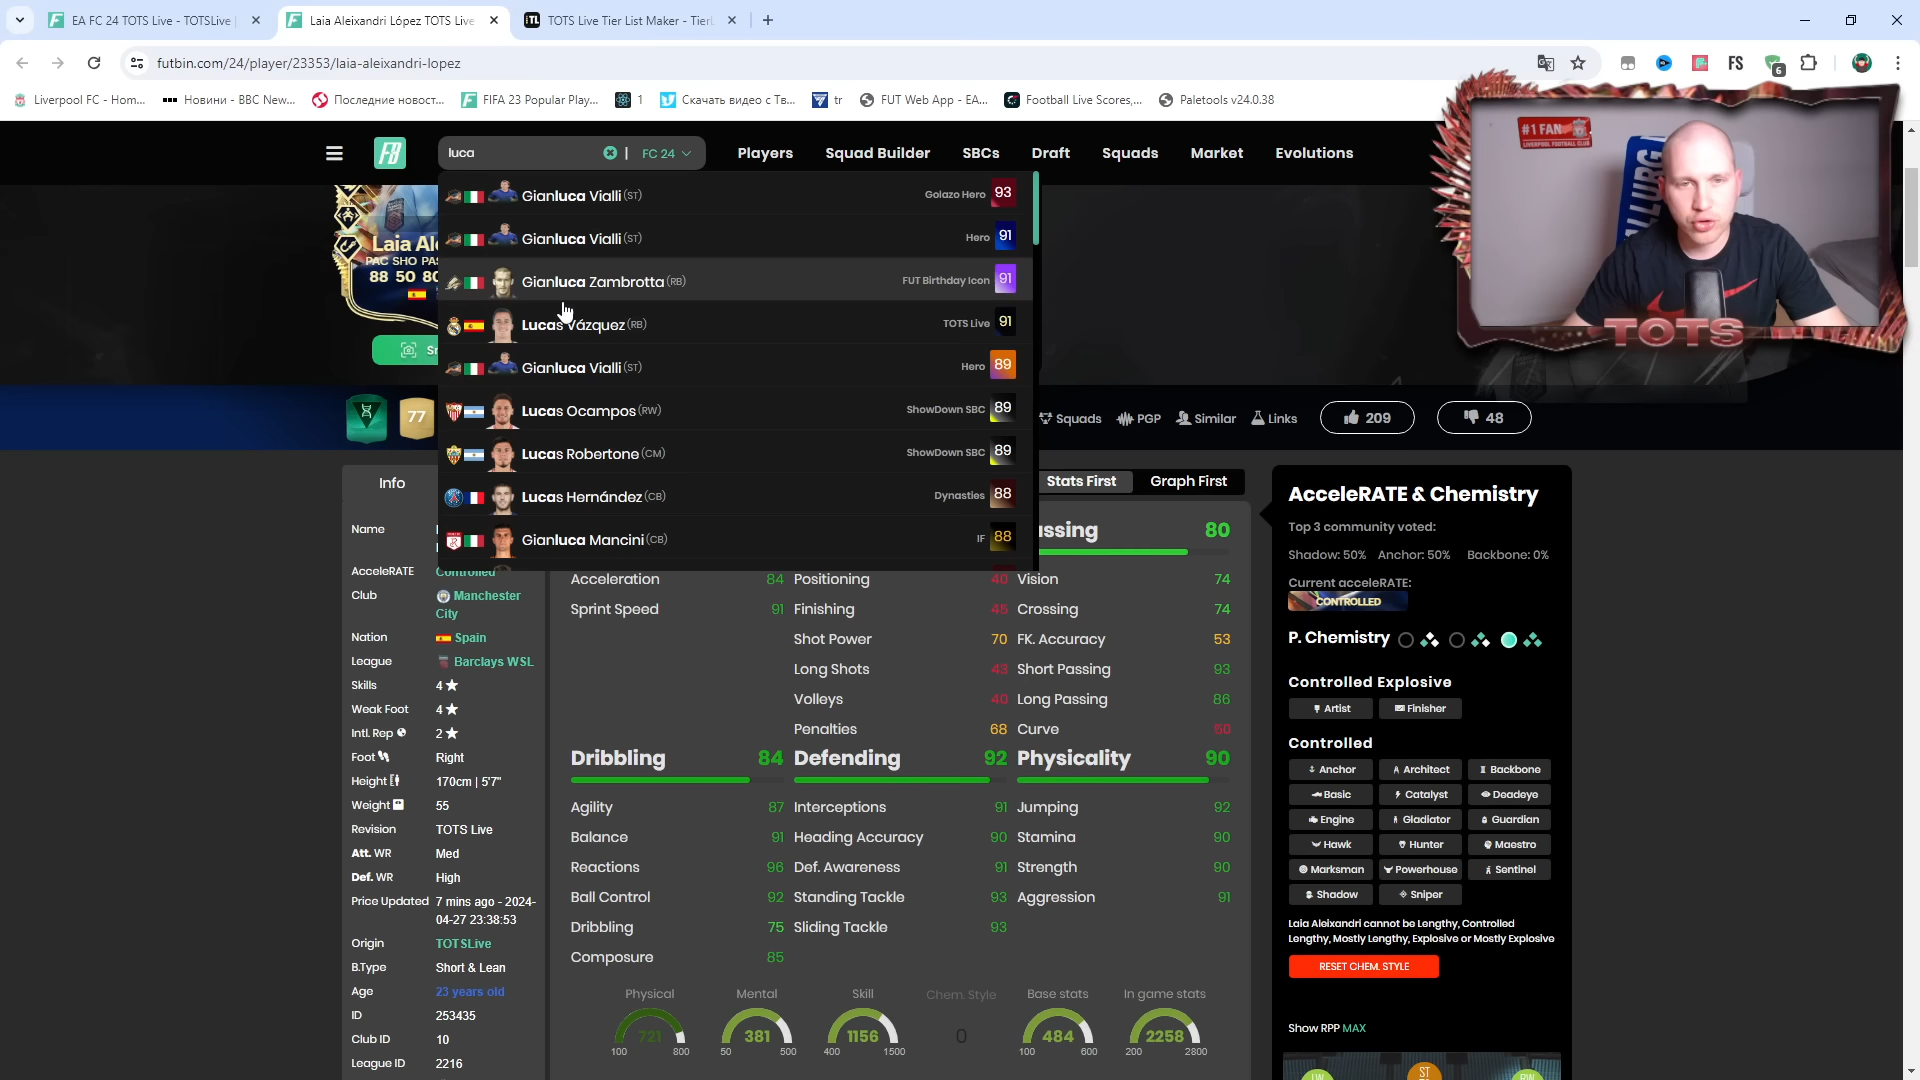 EA FC 24 TOTS Live - TOTSLive
Laia Aleixandri López TOTS Live
TOTS Live Tier List Maker - Tier
futbin.com/24/player/23353/laia-aleixandri-lopez
6
Liverpool FC - Hom...
Новини - BBC New...
Последние новост...
FIFA 23 Popular Play...
1
Скачать видео с Тв...
tr
FUT Web App - EA...
Football Live Scores,...
Paletools v24.0.38
luca
FC 24
Players
Squad Builder
SBCs
Draft
Squads
Market
Evolutions
#1 FAN
TOTS
Gianluca Vialli (ST) Golazo Hero 93
Gianluca Vialli (ST) Hero 91
Gianluca Zambrotta (RB) FUT Birthday Icon 91
Lucas Vázquez (RB) TOTS Live 91
Gianluca Vialli (ST) Hero 89
Lucas Ocampos (RW) ShowDown SBC 89
Lucas Robertone (CM) ShowDown SBC 89
Lucas Hernández (CB) Dynasties 88
Gianluca Mancini (CB) IF 88
Laia Al
PAC SHO PA
88 50 80
77
Squads
PGP
Similar
Links
209
48
Info
Stats First
Graph First
Name
AcceleRATE Controlled
Club Manchester City
Nation Spain
League Barclays WSL
Skills 4
Weak Foot 4
Intl. Rep 2
Foot Right
Height 170cm | 5'7"
Weight 55
Revision TOTS Live
Att. WR Med
Def. WR High
Price Updated 7 mins ago - 2024-04-27 23:38:53
Origin TOTSLive
B.Type Short & Lean
Age 23 years old
ID 253435
Club ID 10
League ID 2216
Acceleration 84
Sprint Speed 91
Positioning 40
Finishing 45
Shot Power 70
Long Shots 43
Volleys 40
Penalties 68
ssing 80
Vision 74
Crossing 74
FK. Accuracy 53
Short Passing 93
Long Passing 86
Curve 60
Dribbling 84
Agility 87
Balance 91
Reactions 96
Ball Control 92
Dribbling 75
Composure 85
Defending 92
Interceptions 91
Heading Accuracy 90
Def. Awareness 91
Standing Tackle 93
Sliding Tackle 93
Physicality 90
Jumping 92
Stamina 90
Strength 90
Aggression 91
Physical 721 100 800
Mental 381 50 500
Skill 1156 400 1500
Chem. Style 0
Base stats 484 100 600
In game stats 2258 200 2800
AcceleRATE & Chemistry
Top 3 community voted:
Shadow: 50% Anchor: 50% Backbone: 0%
Current acceleRATE:
CONTROLLED
P. Chemistry
Controlled Explosive
Artist
Finisher
Controlled
Anchor
Architect
Backbone
Basic
Catalyst
Deadeye
Engine
Gladiator
Guardian
Hawk
Hunter
Maestro
Marksman
Powerhouse
Sentinel
Shadow
Sniper
Laia Aleixandri cannot be Lengthy, Controlled
Lengthy, Mostly Lengthy, Explosive or Mostly Explosive
RESET CHEM. STYLE
Show RPP MAX
LW
ST
RW